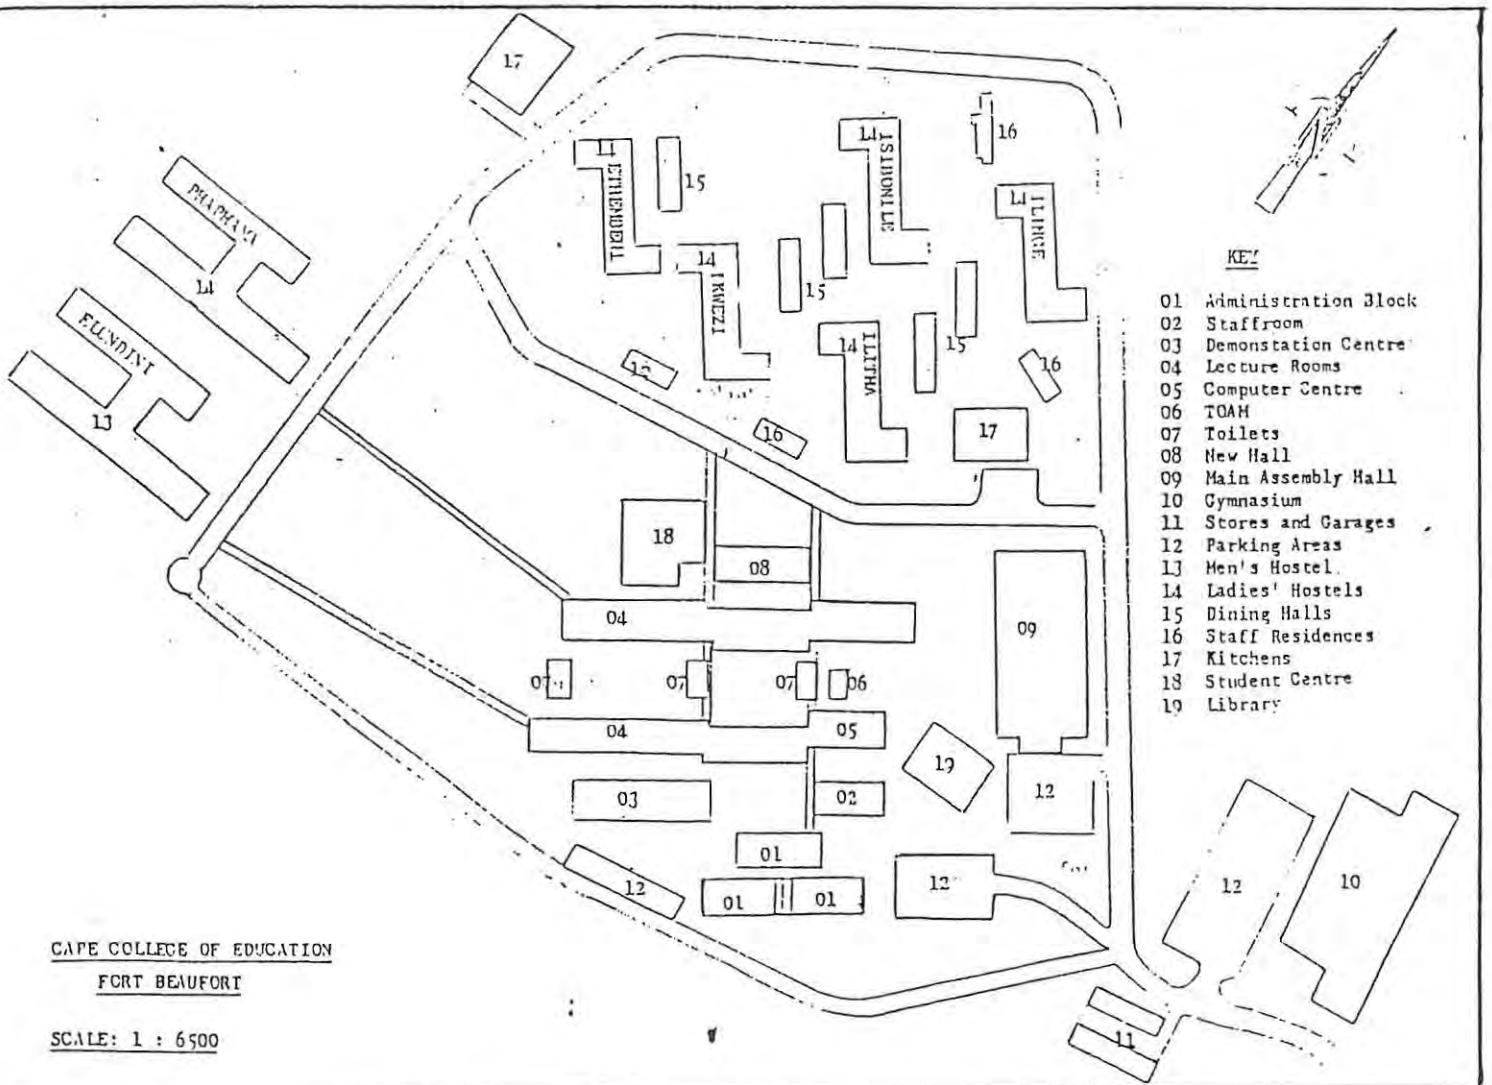 17
14
ETHEMBENI
15
14
ISIBONILE
16
14
ILINGE
PHAPHAMA
14
14
IKWEZI
15
ELUNDINI
13
12
14
ILITHA
15
16
16
17
18
08
04
09
07
07
07
06
04
05
19
03
02
12
01
12
12
01
01
12
10
11
KEY
01 Administration Block
02 Staffroom
03 Demonstation Centre
04 Lecture Rooms
05 Computer Centre
06 TOAM
07 Toilets
08 New Hall
09 Main Assembly Hall
10 Gymnasium
11 Stores and Garages
12 Parking Areas
13 Men's Hostel.
14 Ladies' Hostels
15 Dining Halls
16 Staff Residences
17 Kitchens
18 Student Centre
19 Library
CAPE COLLEGE OF EDUCATION
FORT BEAUFORT
SCALE: 1 : 6500